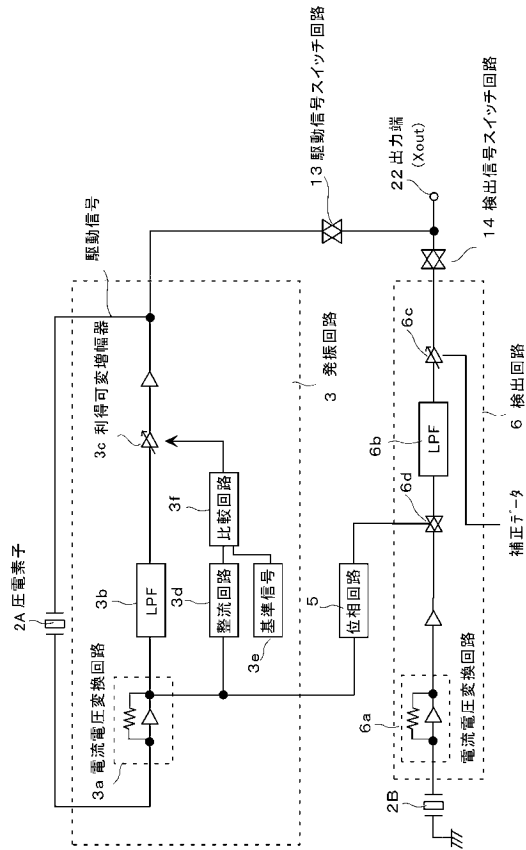 2A 圧電素子
駆動信号
3a 電流電圧変換回路
3b
LPF
3c 利得可変増幅器
3d
整流回路
3e
基準信号
3f
比較回路
3 発振回路
13 駆動信号スイッチ回路
22 出力端
(Xout)
14 検出信号スイッチ回路
5
位相回路
2B
6a
電流電圧変換回路
6d
6b
LPF
6c
6 検出回路
補正データ